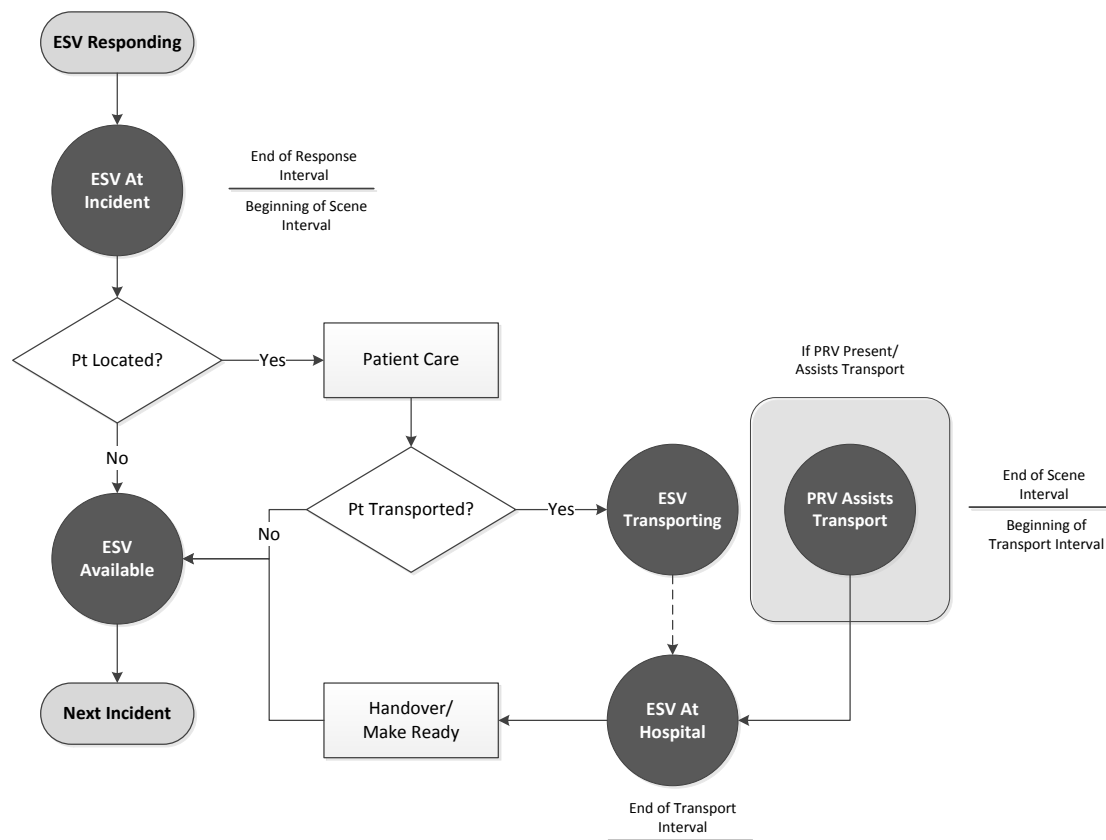 ESV Responding
ESV At
Incident
End of Response
Interval
Beginning of Scene
Interval
Pt Located?
Yes
Patient Care
If PRV Present/
Assists Transport
No
Pt Transported?
Yes
ESV
Transporting
PRV Assists
Transport
End of Scene
Interval
Beginning of
Transport Interval
No
ESV
Available
Next Incident
Handover/
Make Ready
ESV At
Hospital
End of Transport
Interval